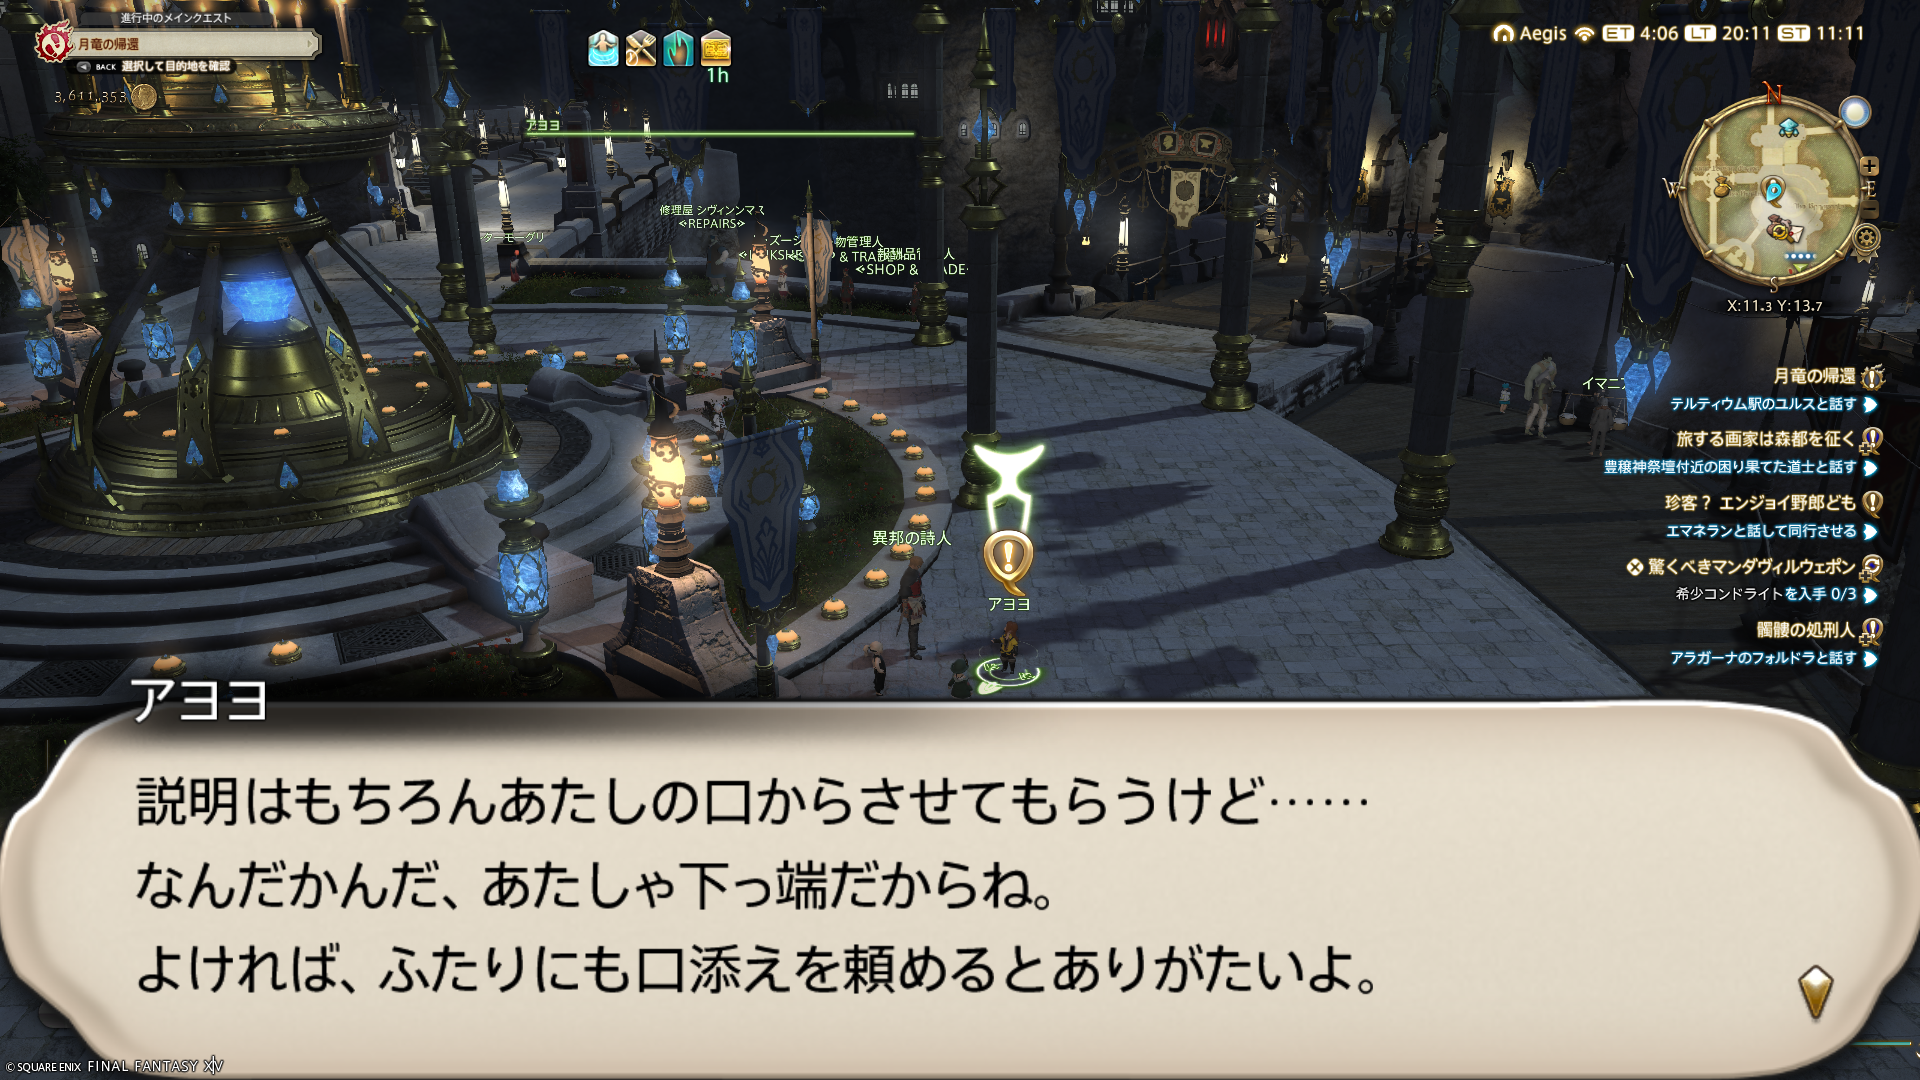 進行中のメインクエスト
月竜の帰還
BACK 選択して目的地を確認
3,611,353
1h
アヨヨ
Aegis ET 4:06 LT 20:11 ST 11:11
N
W
E
S
X:11.3 Y:13.7
修理屋 シヴィンンマス
<REPAIRS>
ターモーグリ
物管理人
<SHOP &
イマニ
月竜の帰還
テルティウム駅のユルスと話す
旅する画家は森都を征く
豊穣神祭壇付近の困り果てた道士と話す
珍客？ エンジョイ野郎ども
エマネランと話して同行させる
驚くべきマンダヴィルウェポン
希少コンドライトを入手 0/3
髑髏の処刑人
アラガーナのフォルドラと話す
異邦の詩人
アヨヨ
アヨヨ
説明はもちろんあたしの口からさせてもらうけど……
なんだかんだ、あたしゃ下っ端だからね。
よければ、ふたりにも口添えを頼めるとありがたいよ。
© SQUARE ENIX FINAL FANTASY XIV